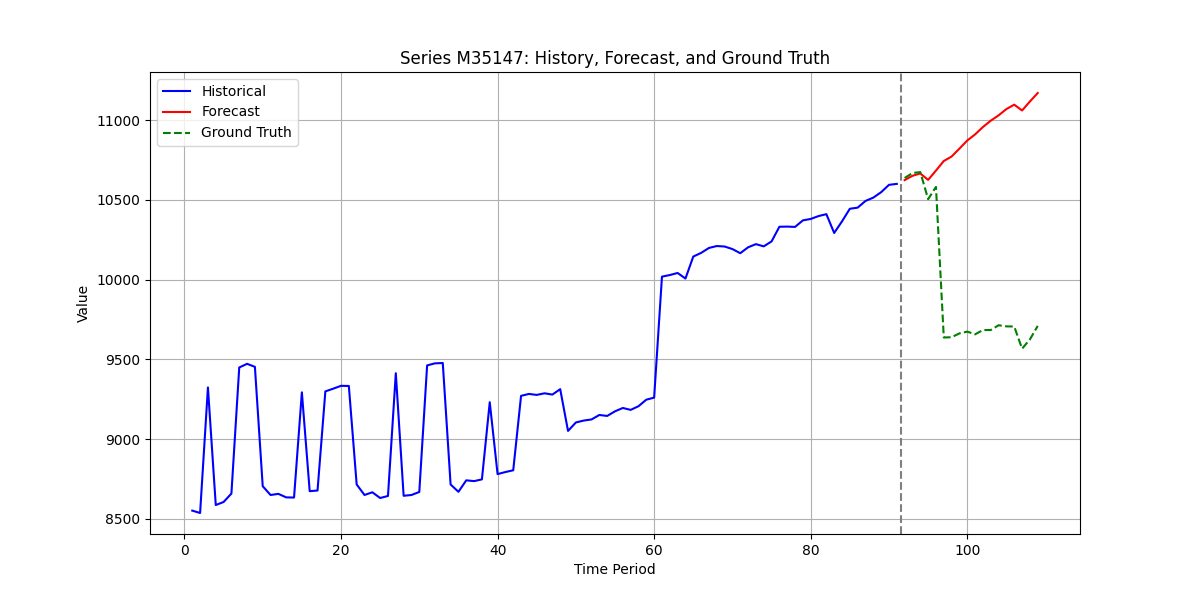 Series M35147: History, Forecast, and Ground Truth
Historical
Forecast
Ground Truth
11000
10500
10000
9500
9000
8500
Value
0 20 40 60 80 100
Time Period